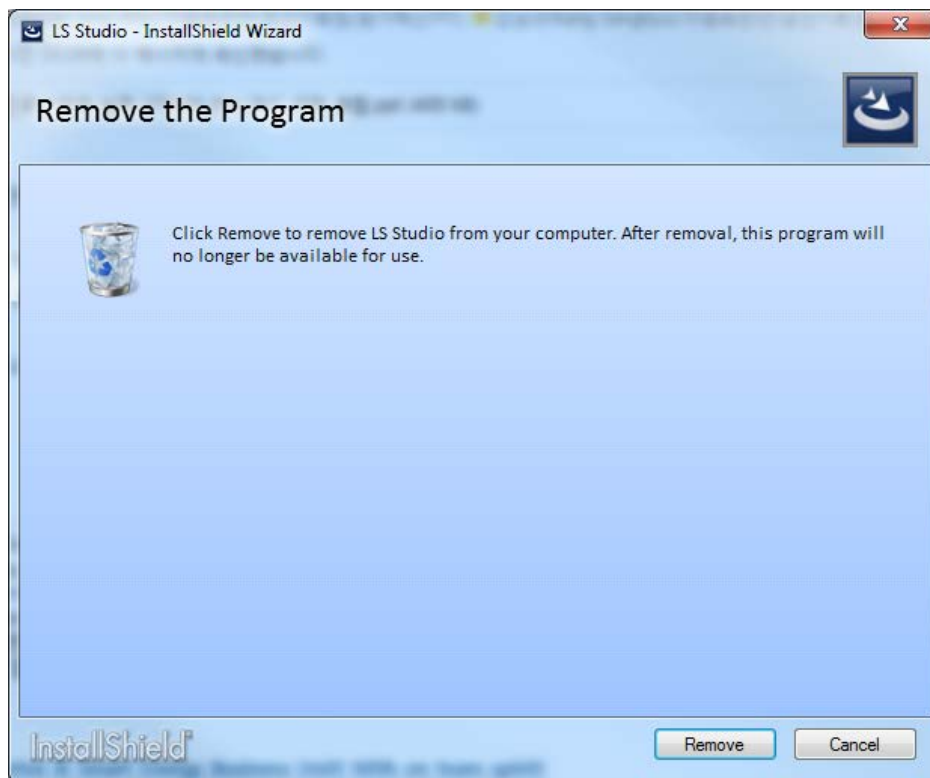 LS Studio - InstallShield Wizard
Remove the Program
Click Remove to remove LS Studio from your computer. After removal, this program will
no longer be available for use.
InstallShield
Remove
Cancel